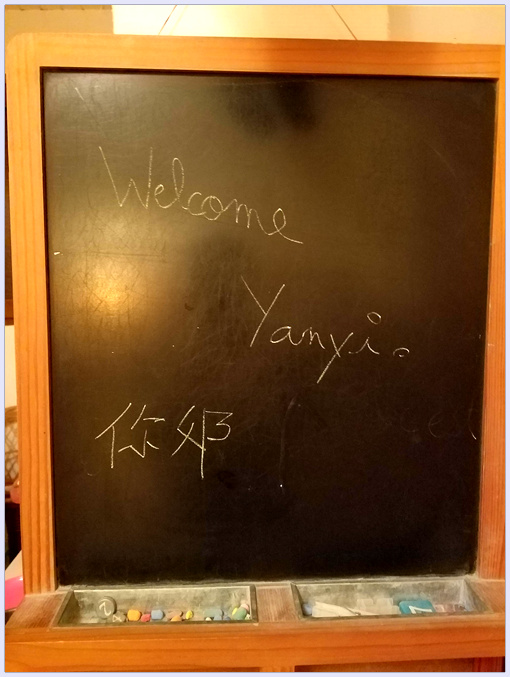 Welcome
Yanyi。
你好